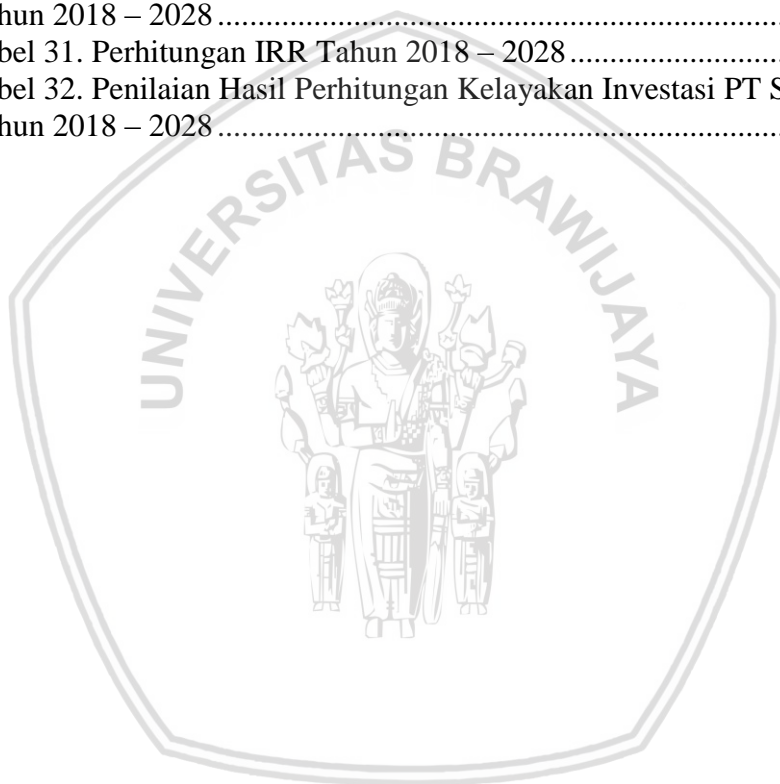 hun 2018 – 2028
bel 31. Perhitungan IRR Tahun 2018 – 2028
bel 32. Penilaian Hasil Perhitungan Kelayakan Investasi PT S
hun 2018 – 2028
UNIVERSITAS BRAWIJAYA